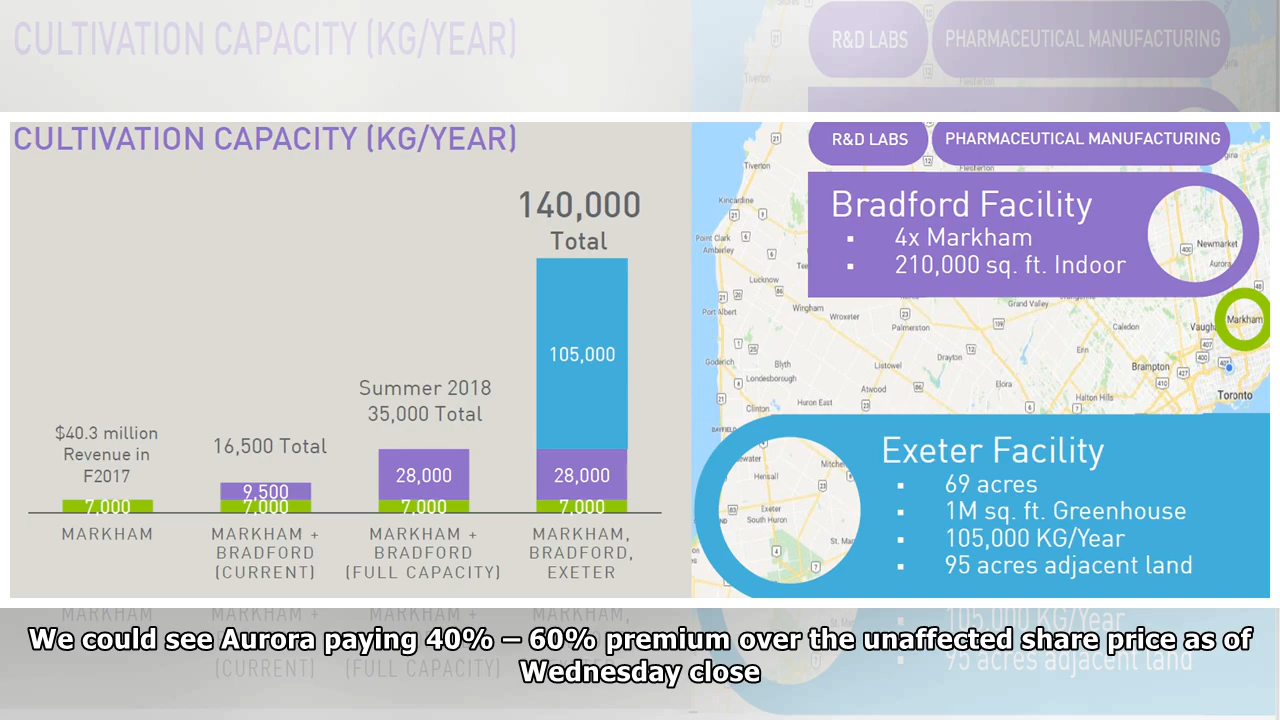 CULTIVATION CAPACITY (KG/YEAR)
R&D LABS
PHARMACEUTICAL MANUFACTURING
CULTIVATION CAPACITY (KG/YEAR)
140,000
Total
105,000
28,000
7,000
Summer 2018
35,000 Total
28,000
7,000
16,500 Total
9,500
7,000
$40.3 million
Revenue in
F2017
7,000
MARKHAM
MARKHAM +
BRADFORD
(CURRENT)
MARKHAM +
BRADFORD
(FULL CAPACITY)
MARKHAM,
BRADFORD,
EXETER
R&D LABS
PHARMACEUTICAL MANUFACTURING
Bradford Facility
▪ 4x Markham
▪ 210,000 sq. ft. Indoor
Tiverton
Kincardine
Point Clark
Amberley
Lucknow
Port Albert
Wingham
Wroxeter
Palmerston
Grand Valley
Caledon
Newmarket
Aurora
Markham
Goderich
Blyth
Londesborough
Listowel
Drayton
Erin
Brampton
Clinton
Huron East
Atwood
Elora
Halton Hills
Toronto
Hensall
Exeter
South Huron
Exeter Facility
▪ 69 acres
▪ 1M sq. ft. Greenhouse
▪ 105,000 KG/Year
▪ 95 acres adjacent land
We could see Aurora paying 40% – 60% premium over the unaffected share price as of
Wednesday close